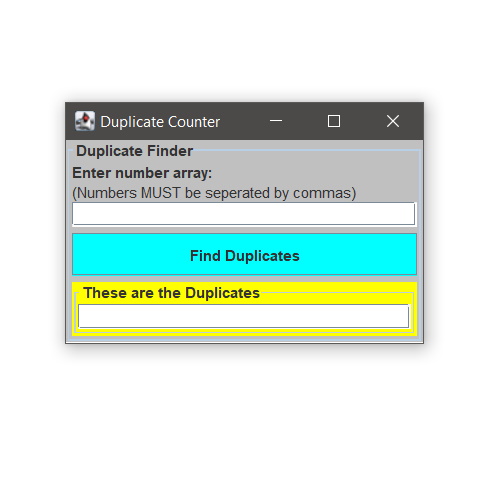 Duplicate Counter
Duplicate Finder
Enter number array:
(Numbers MUST be seperated by commas)
Find Duplicates
These are the Duplicates